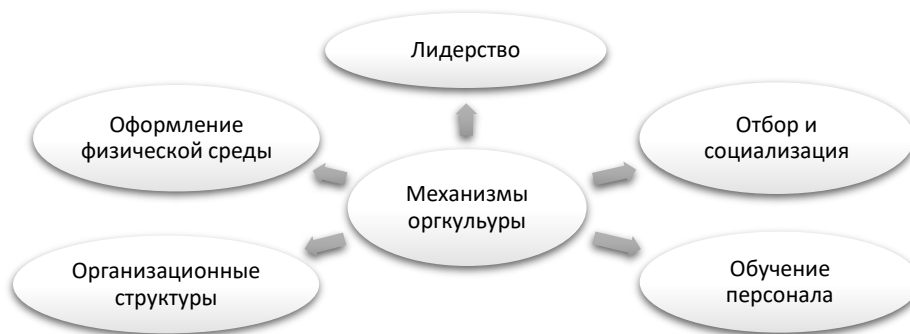 Лидерство
Оформление
физической среды
Отбор и
социализация
Механизмы
оргкульуры
Организационные
структуры
Обучение
персонала